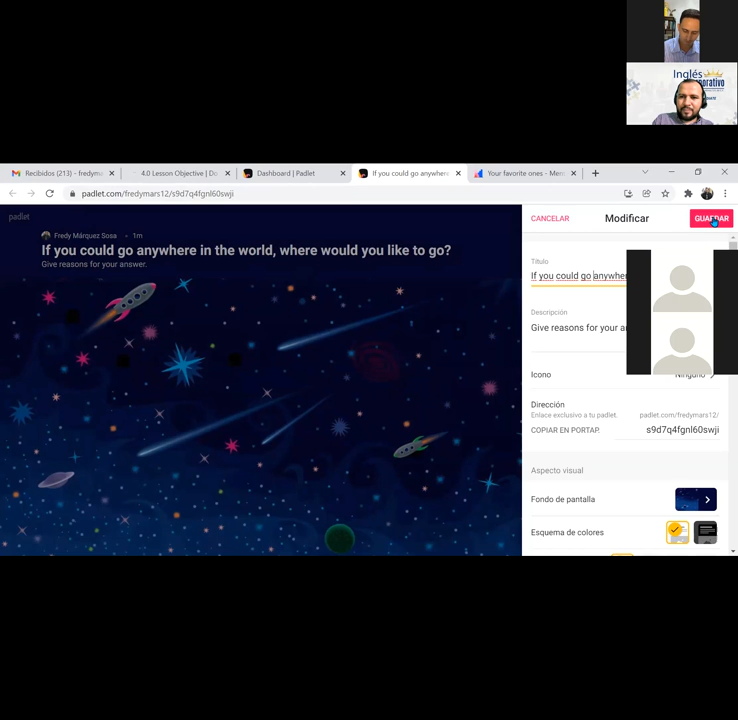 Inglés
Recibidos (213) - fredyma
4.0 Lesson Objective | Do
Dashboard | Padlet
If you could go anywhere
Your favorite ones - Men
padlet.com/fredymars12/s9d7q4fgnl60swji
padlet
Fredy Márquez Sosa • 1m
If you could go anywhere in the world, where would you like to go?
Give reasons for your answer.
CANCELAR
Modificar
GUARDAR
Título
If you could go anywhe
Descripción
Give reasons for your a
Icono
Ninguno
Dirección
Enlace exclusivo a tu padlet.
padlet.com/fredymars12/
COPIAR EN PORTAP.
s9d7q4fgnl60swji
Aspecto visual
Fondo de pantalla
Esquema de colores